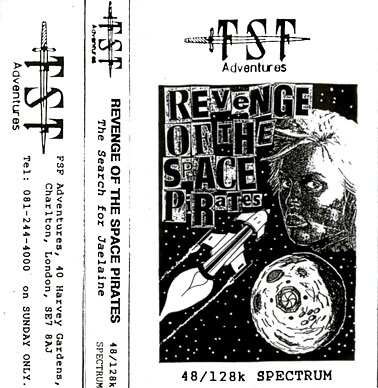 FSF
Adventures
FSF Adventures, 40 Harvey Gardens,
Charlton, London, SE7 8AJ
Tel: 081-244-4000 on SUNDAY ONLY.
FSF
Adventures
REVENGE OF THE SPACE PIRATES
The Search for Jaelaine
48/128k
SPECTRUM
FSF
Adventures
REVeNGE
OF THE
SPACE
PiRates
48/128k SPECTRUM